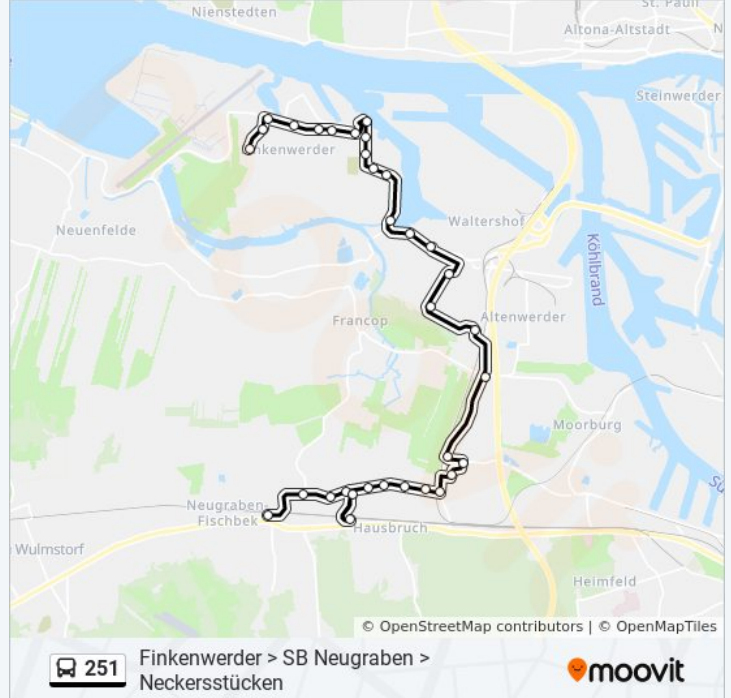 Nienstedten
St. Pauli
Altona-Altstadt
Steinwerder
nkenwerder
Waltershof
Neuenfelde
Köhlbrand
Francop
Altenwerder
Moorburg
Neugraben-
Fischbek
Hausbruch
Wulmstorf
Heimfeld
© OpenStreetMap contributors | © OpenMapTiles
251
Finkenwerder > SB Neugraben >
Neckersstücken
moovit